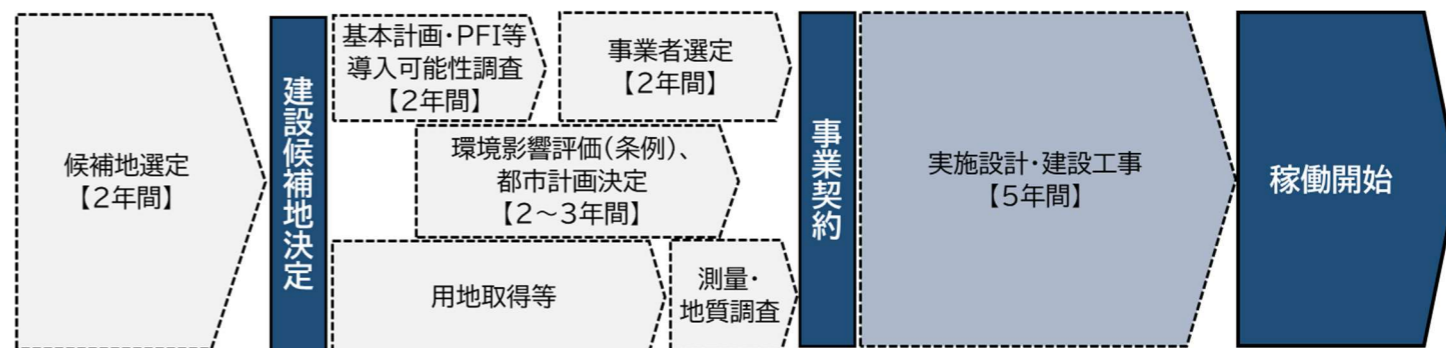 候補地選定
【2年間】
建設候補地決定
基本計画・PFI等
導入可能性調査
【2年間】
事業者選定
【2年間】
環境影響評価(条例)、
都市計画決定
【2～3年間】
用地取得等
測量・
地質調査
事業契約
実施設計・建設工事
【5年間】
稼働開始